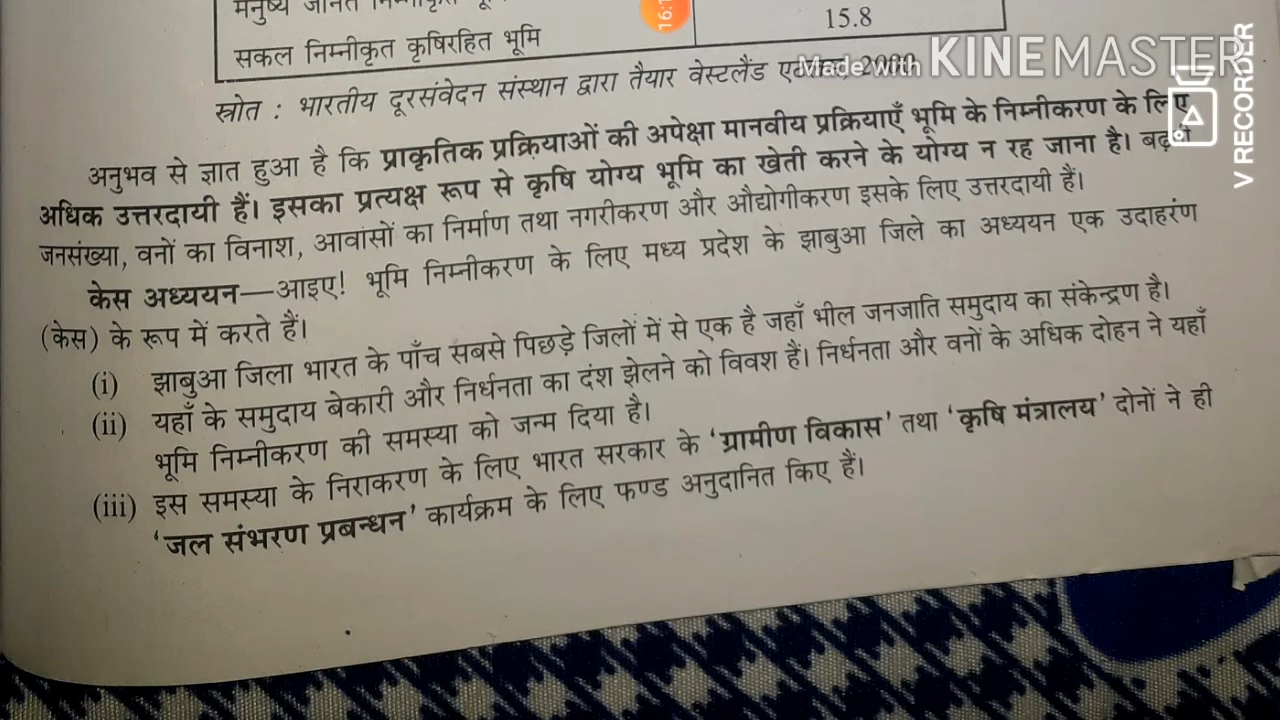 15.8
सकल निम्नीकृत कृषिरहित भूमि
स्रोत : भारतीय दूरसंवेदन संस्थान द्वारा तैयार वेस्टलैंड 2000
अनुभव से ज्ञात हुआ है कि प्राकृतिक प्रक्रियाओं की अपेक्षा मानवीय प्रक्रियाएँ भूमि के निम्नीकरण के लिए
अधिक उत्तरदायी हैं। इसका प्रत्यक्ष रूप से कृषि योग्य भूमि का खेती करने के योग्य न रह जाना है।
जनसंख्या, वनों का विनाश, आवासों का निर्माण तथा नगरीकरण और औद्योगीकरण इसके लिए उत्तरदायी हैं।
केस अध्ययन—आइए! भूमि निम्नीकरण के लिए मध्य प्रदेश के झाबुआ जिले का अध्ययन एक उदाहरण
(केस) के रूप में करते हैं।
(i) झाबुआ जिला भारत के पाँच सबसे पिछड़े जिलों में से एक है जहाँ भील जनजाति समुदाय का संकेन्द्रण है।
(ii) यहाँ के समुदाय बेकारी और निर्धनता का दंश झेलने को विवश हैं। निर्धनता और वनों के अधिक दोहन ने यहाँ
भूमि निम्नीकरण की समस्या को जन्म दिया है।
(iii) इस समस्या के निराकरण के लिए भारत सरकार के 'ग्रामीण विकास' तथा 'कृषि मंत्रालय' दोनों ने ही
'जल संभरण प्रबन्धन' कार्यक्रम के लिए फण्ड अनुदानित किए हैं।
Made with KINEMASTER
V RECORDER